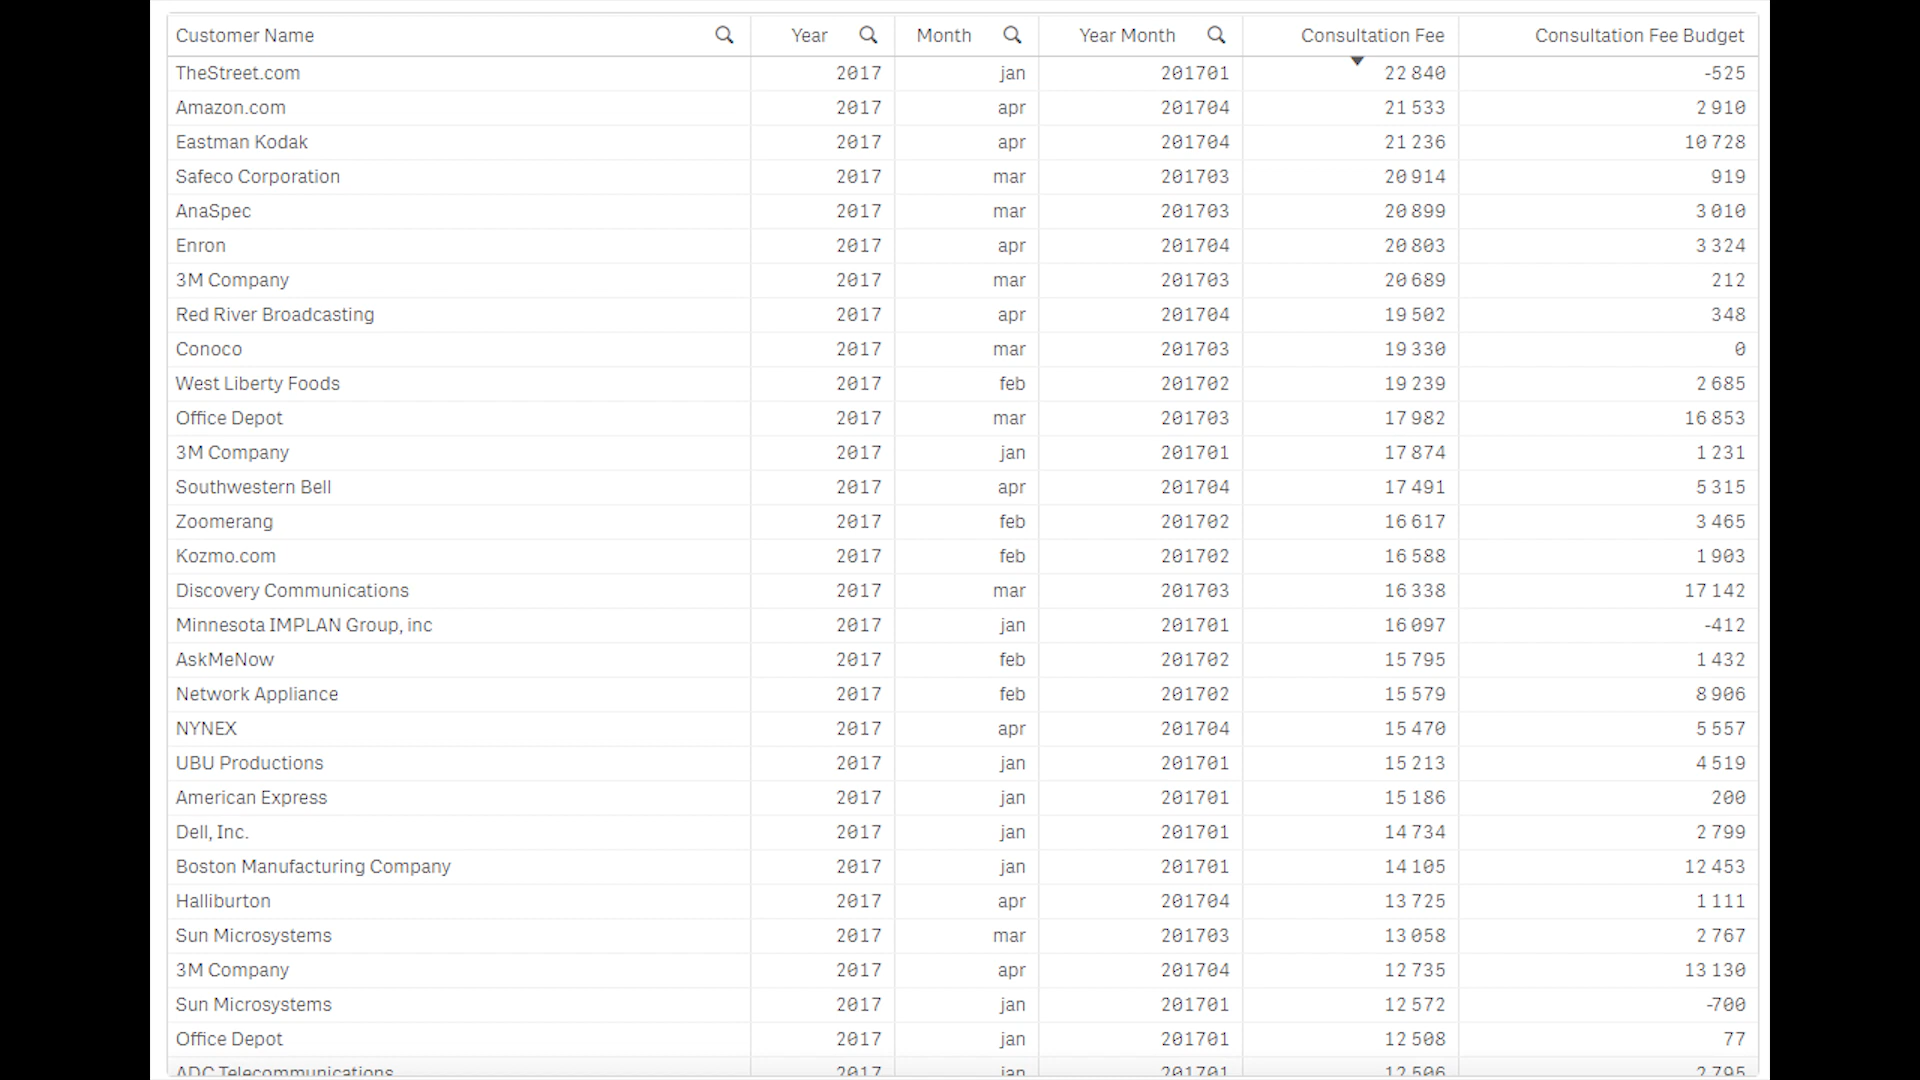 Customer Name Year Month Year Month Consultation Fee Consultation Fee Budget
TheStreet.com 2017 jan 201701 22 840 -525
Amazon.com 2017 apr 201704 21 533 2 910
Eastman Kodak 2017 apr 201704 21 236 10 728
Safeco Corporation 2017 mar 201703 20 914 919
AnaSpec 2017 mar 201703 20 899 3 010
Enron 2017 apr 201704 20 803 3 324
3M Company 2017 mar 201703 20 689 212
Red River Broadcasting 2017 apr 201704 19 502 348
Conoco 2017 mar 201703 19 330 0
West Liberty Foods 2017 feb 201702 19 239 2 685
Office Depot 2017 mar 201703 17 982 16 853
3M Company 2017 jan 201701 17 874 1 231
Southwestern Bell 2017 apr 201704 17 491 5 315
Zoomerang 2017 feb 201702 16 617 3 465
Kozmo.com 2017 feb 201702 16 588 1 903
Discovery Communications 2017 mar 201703 16 338 17 142
Minnesota IMPLAN Group, inc 2017 jan 201701 16 097 -412
AskMeNow 2017 feb 201702 15 795 1 432
Network Appliance 2017 feb 201702 15 579 8 906
NYNEX 2017 apr 201704 15 470 5 557
UBU Productions 2017 jan 201701 15 213 4 519
American Express 2017 jan 201701 15 186 200
Dell, Inc. 2017 jan 201701 14 734 2 799
Boston Manufacturing Company 2017 jan 201701 14 105 12 453
Halliburton 2017 apr 201704 13 725 1 111
Sun Microsystems 2017 mar 201703 13 058 2 767
3M Company 2017 apr 201704 12 735 13 130
Sun Microsystems 2017 jan 201701 12 572 -700
Office Depot 2017 jan 201701 12 508 77
ADC Telecommunications 2017 jan 201701 12 506 2 795